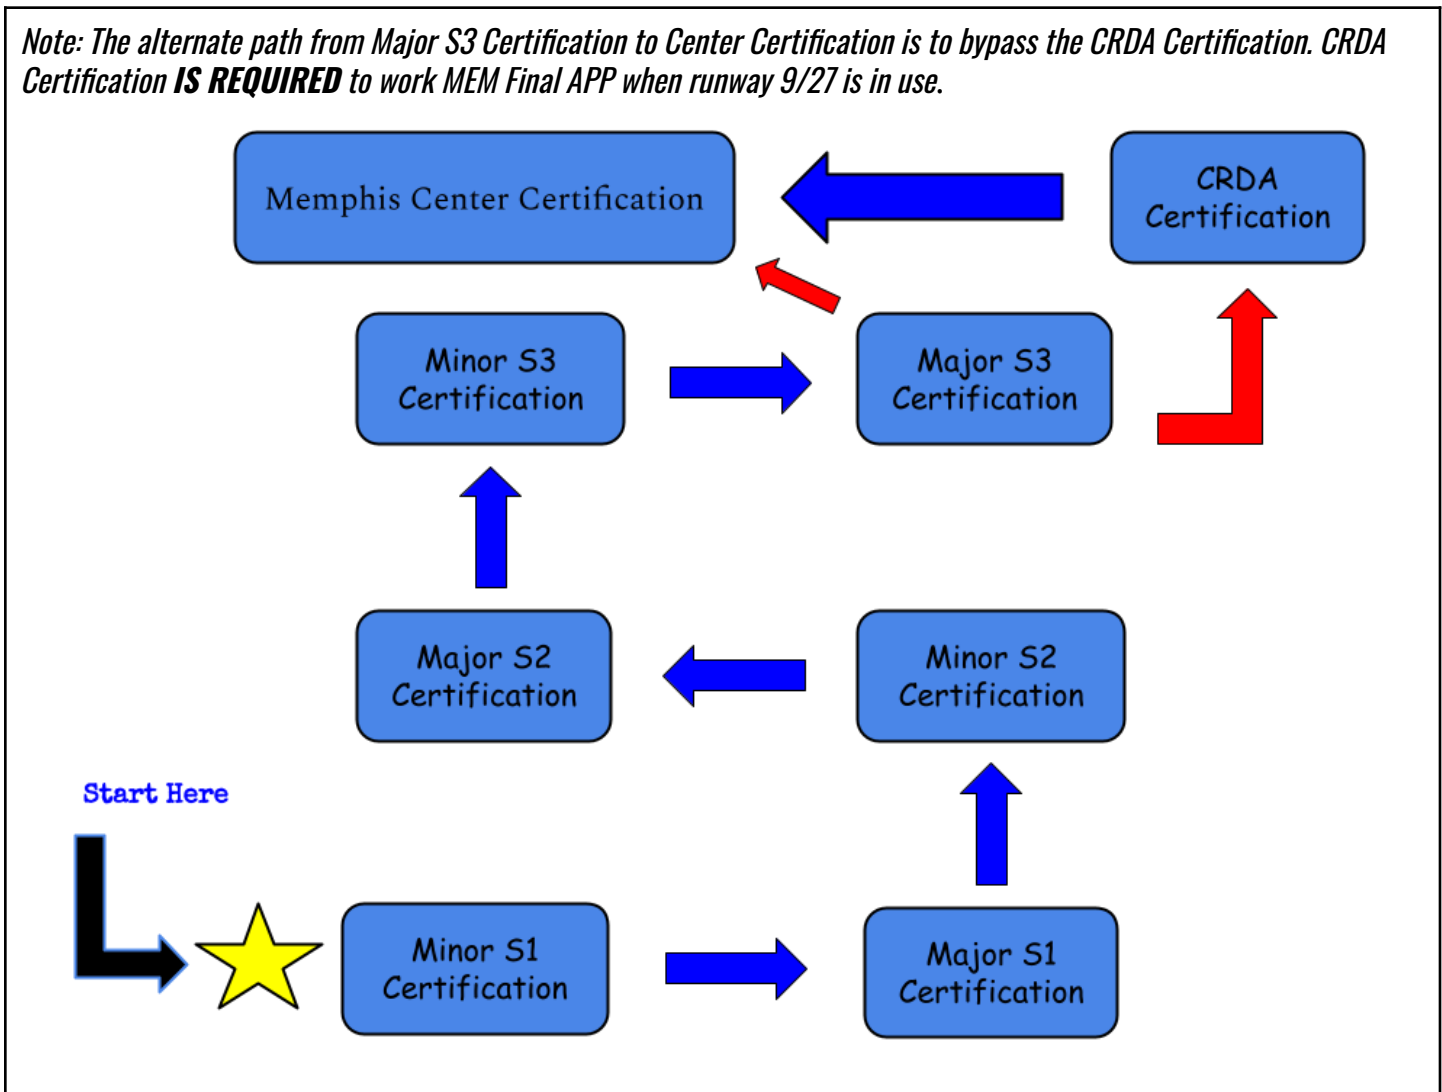 Note: The alternate path from Major S3 Certification to Center Certification is to bypass the CRDA Certification. CRDA
Certification IS REQUIRED to work MEM Final APP when runway 9/27 is in use.
Memphis Center Certification
CRDA
Certification
Minor S3
Certification
Major S3
Certification
Major S2
Certification
Minor S2
Certification
Start Here
Minor S1
Certification
Major S1
Certification